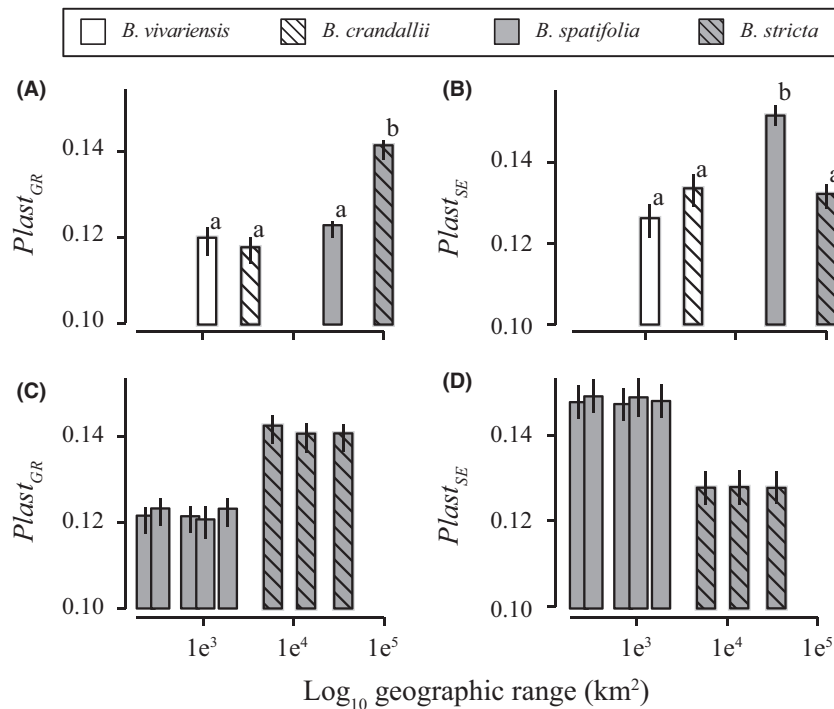 B. vivariensis B. crandallii B. spatifolia B. stricta
(A)
Plast_GR
0.14
0.12
0.10
a
a
a
b
(B)
Plast_SE
0.14
0.12
0.10
a
a
b
a
(C)
Plast_GR
0.14
0.12
0.10
1e³ 1e⁴ 1e⁵
(D)
Plast_SE
0.14
0.12
0.10
1e³ 1e⁴ 1e⁵
Log₁₀ geographic range (km²)